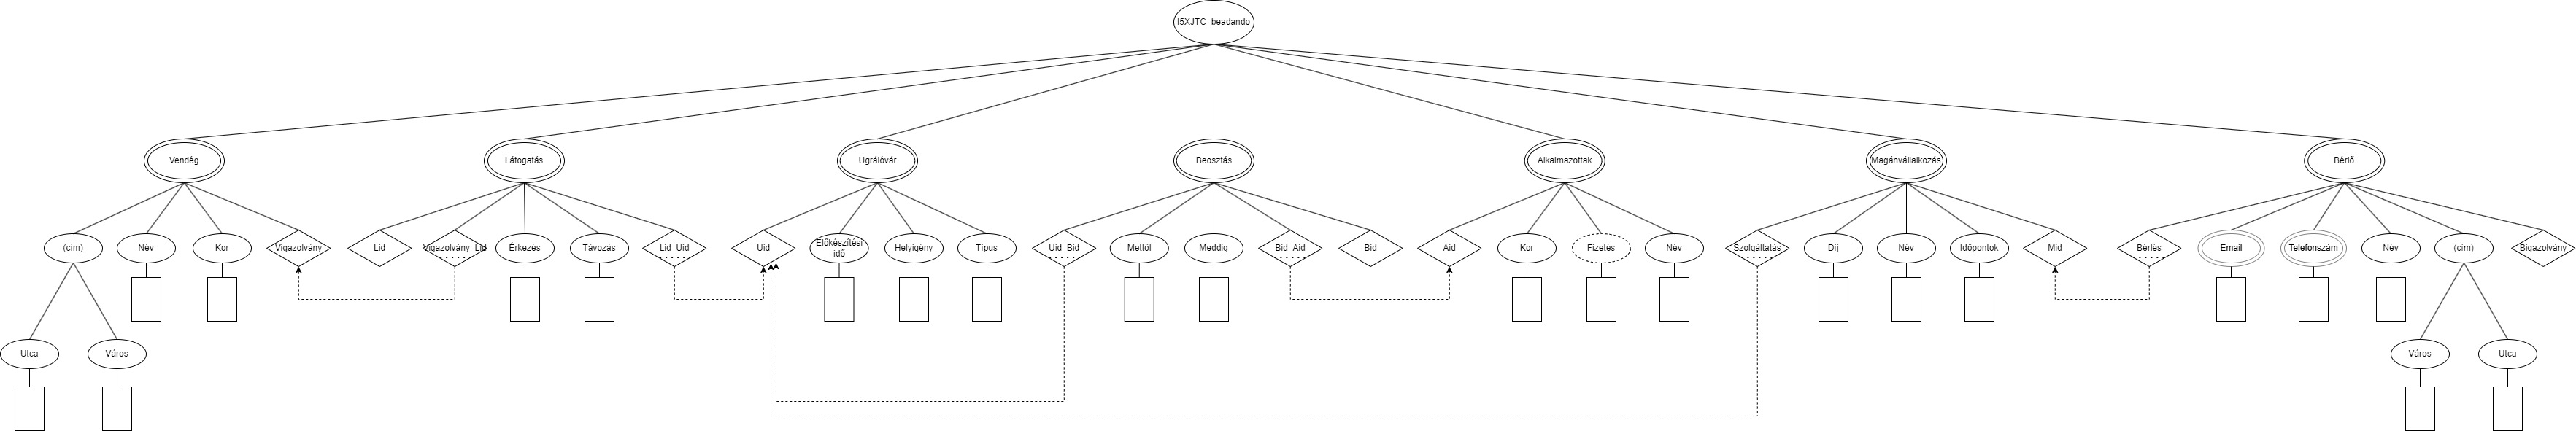 I5XJTC_beadando
Vendég
Látogatás
Ugrálóvár
Beosztás
Alkalmazottak
Magánvállalkozás
Bérlő
(cím)
Név
Kor
Vigazolvány
Lid
Vigazolvány_Lid
Érkezés
Távozás
Lid_Uid
Uid
Előkészítési
idő
Helyigény
Típus
Uid_Bid
Mettől
Meddig
Bid_Aid
Bid
Aid
Kor
Fizetés
Név
Szolgáltatás
Díj
Név
Időpontok
Mid
Bérlés
Email
Telefonszám
Név
(cím)
Bigazolvány
Utca
Város
Város
Utca